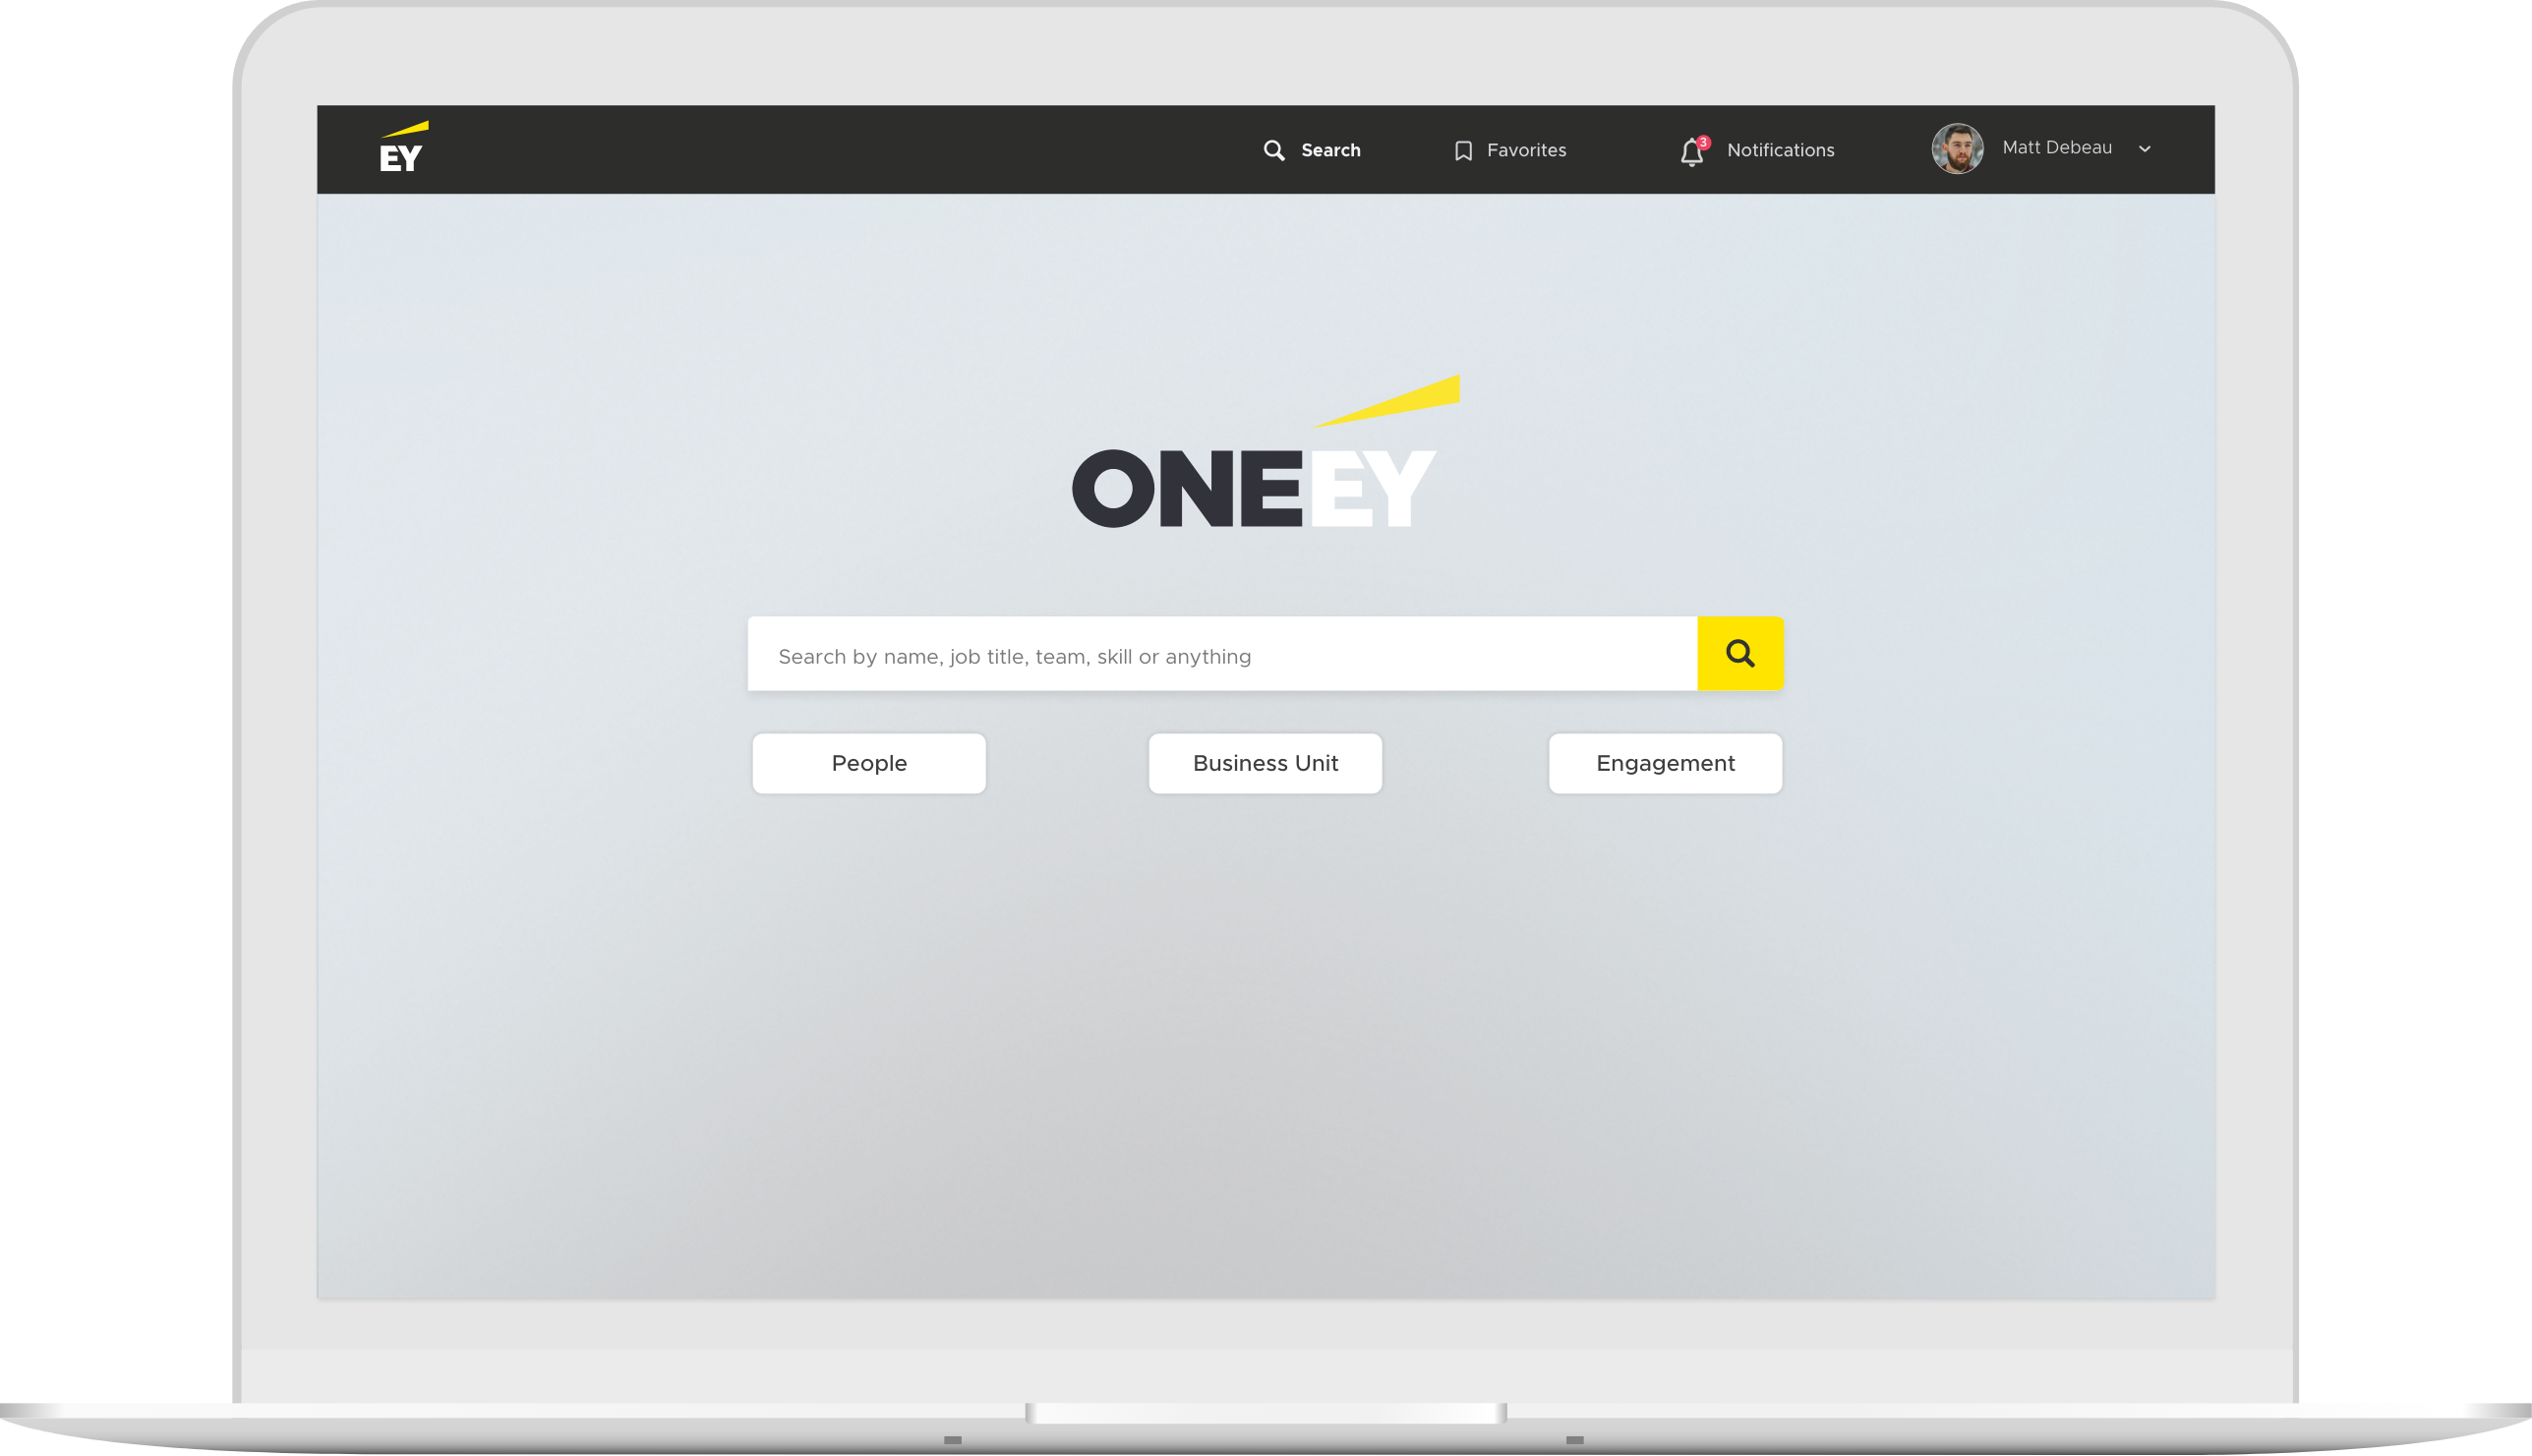 EY
Search
Favorites
3
Notifications
Matt Debeau
ONEEY
Search by name, job title, team, skill or anything
People
Business Unit
Engagement